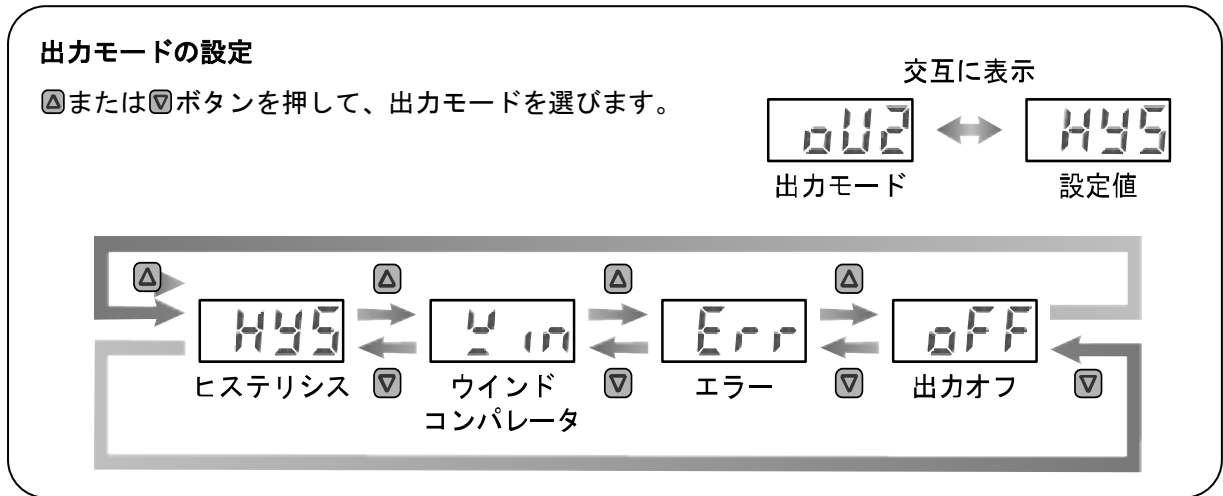 出力モードの設定
△または▽ボタンを押して、出力モードを選びます。
交互に表示
oU2
HYS
出力モード
設定値
△
△
△
△
HYS
Win
Err
oFF
ヒステリシス
▽
ウインド
コンパレータ
▽
エラー
▽
出力オフ
▽